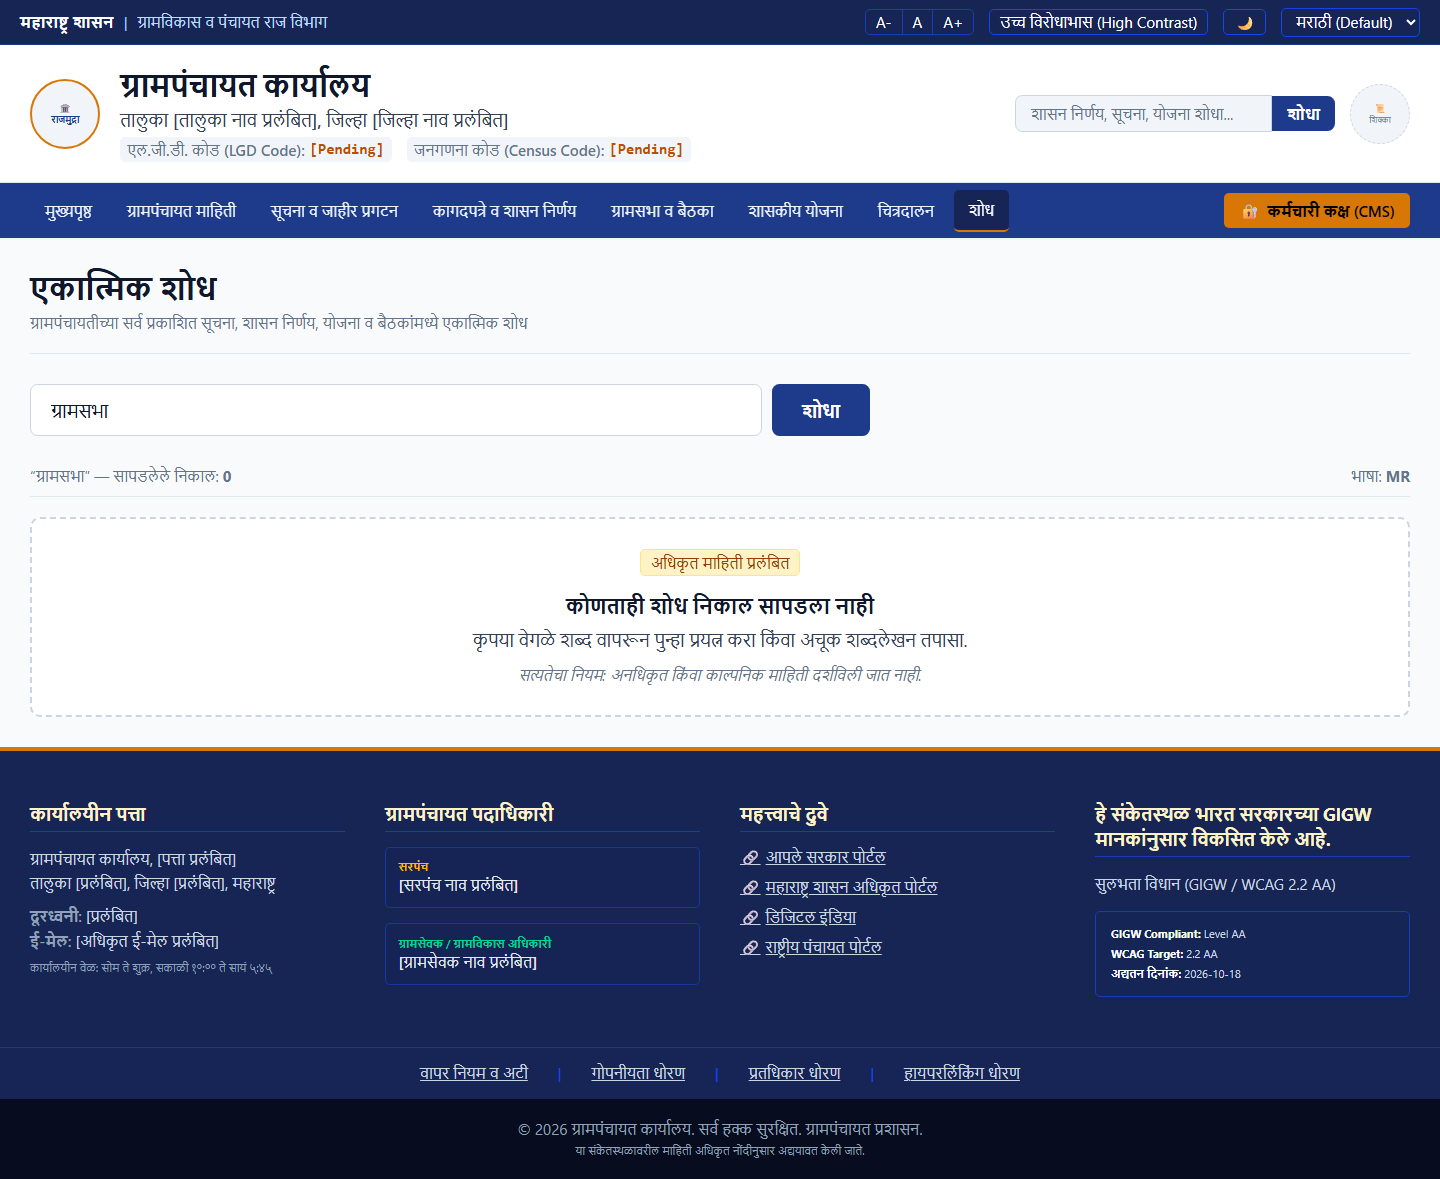 महाराष्ट्र शासन | ग्रामविकास व पंचायत राज विभाग
A- A A+ उच्च विरोधाभास (High Contrast) मराठी (Default)
राजमुद्रा
ग्रामपंचायत कार्यालय
तालुका [तालुका नाव प्रलंबित], जिल्हा [जिल्हा नाव प्रलंबित]
एल.जी.डी. कोड (LGD Code): [Pending] जनगणना कोड (Census Code): [Pending]
शासन निर्णय, सूचना, योजना शोधा... शोधा
शिक्का
मुख्यपृष्ठ ग्रामपंचायत माहिती सूचना व जाहीर प्रगटन कागदपत्रे व शासन निर्णय ग्रामसभा व बैठका शासकीय योजना चित्रदालन शोध कर्मचारी कक्ष (CMS)
एकात्मिक शोध
ग्रामपंचायतीच्या सर्व प्रकाशित सूचना, शासन निर्णय, योजना व बैठकांमध्ये एकात्मिक शोध
ग्रामसभा शोधा
"ग्रामसभा" — सापडलेले निकाल: 0 भाषा: MR
अधिकृत माहिती प्रलंबित
कोणताही शोध निकाल सापडला नाही
कृपया वेगळे शब्द वापरून पुन्हा प्रयत्न करा किंवा अचूक शब्दलेखन तपासा.
सत्यतेचा नियम: अनधिकृत किंवा काल्पनिक माहिती दर्शविली जात नाही.
कार्यालयीन पत्ता
ग्रामपंचायत कार्यालय, [पत्ता प्रलंबित]
तालुका [प्रलंबित], जिल्हा [प्रलंबित], महाराष्ट्र
दूरध्वनी: [प्रलंबित]
ई-मेल: [अधिकृत ई-मेल प्रलंबित]
कार्यालयीन वेळ: सोम ते शुक्र, सकाळी १०:०० ते सायं ५:४५
ग्रामपंचायत पदाधिकारी
सरपंच
[सरपंच नाव प्रलंबित]
ग्रामसेवक / ग्रामविकास अधिकारी
[ग्रामसेवक नाव प्रलंबित]
महत्त्वाचे दुवे
आपले सरकार पोर्टल
महाराष्ट्र शासन अधिकृत पोर्टल
डिजिटल इंडिया
राष्ट्रीय पंचायत पोर्टल
हे संकेतस्थळ भारत सरकारच्या GIGW
मानकांनुसार विकसित केले आहे.
सुलभता विधान (GIGW / WCAG 2.2 AA)
GIGW Compliant: Level AA
WCAG Target: 2.2 AA
अद्यतन दिनांक: 2026-10-18
वापर नियम व अटी | गोपनीयता धोरण | प्रतधिकार धोरण | हायपरलिंकिंग धोरण
© 2026 ग्रामपंचायत कार्यालय. सर्व हक्क सुरक्षित. ग्रामपंचायत प्रशासन.
या संकेतस्थळावरील माहिती अधिकृत नोंदीनुसार अद्ययावत केली जाते.